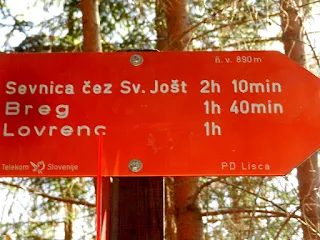 n.v. 890m
Sevnica čez Sv. Jošt 2h 10min
Breg 1h 40min
Lovrenc 1h
Telekom Slovenije PD Lisca